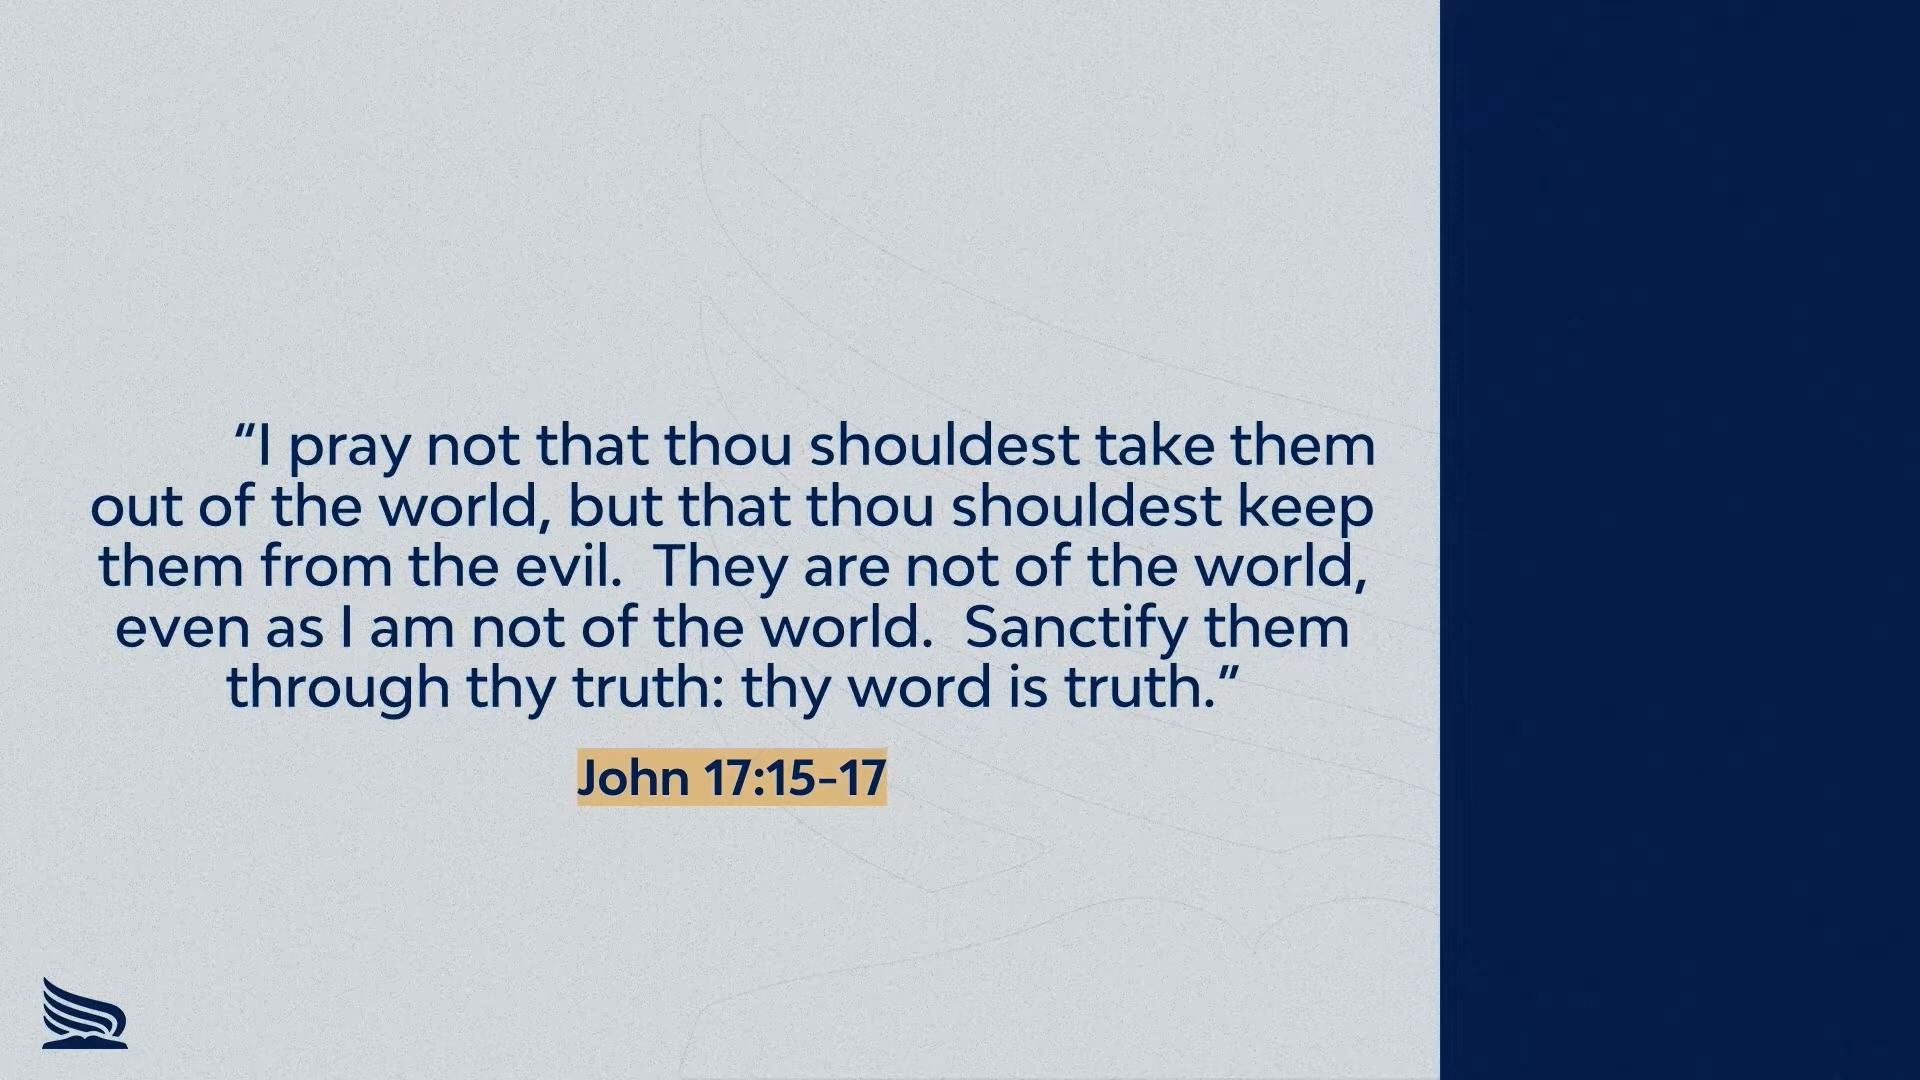 “I pray not that thou shouldest take them
out of the world, but that thou shouldest keep
them from the evil.  They are not of the world,
even as I am not of the world.  Sanctify them
through thy truth: thy word is truth.”
John 17:15-17